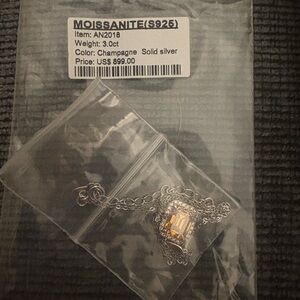 MOISSANITE(S925)
Item: AN2018
Weight: 3.0ct
Color: Champagne Solid silver
Price: US$ 899.00